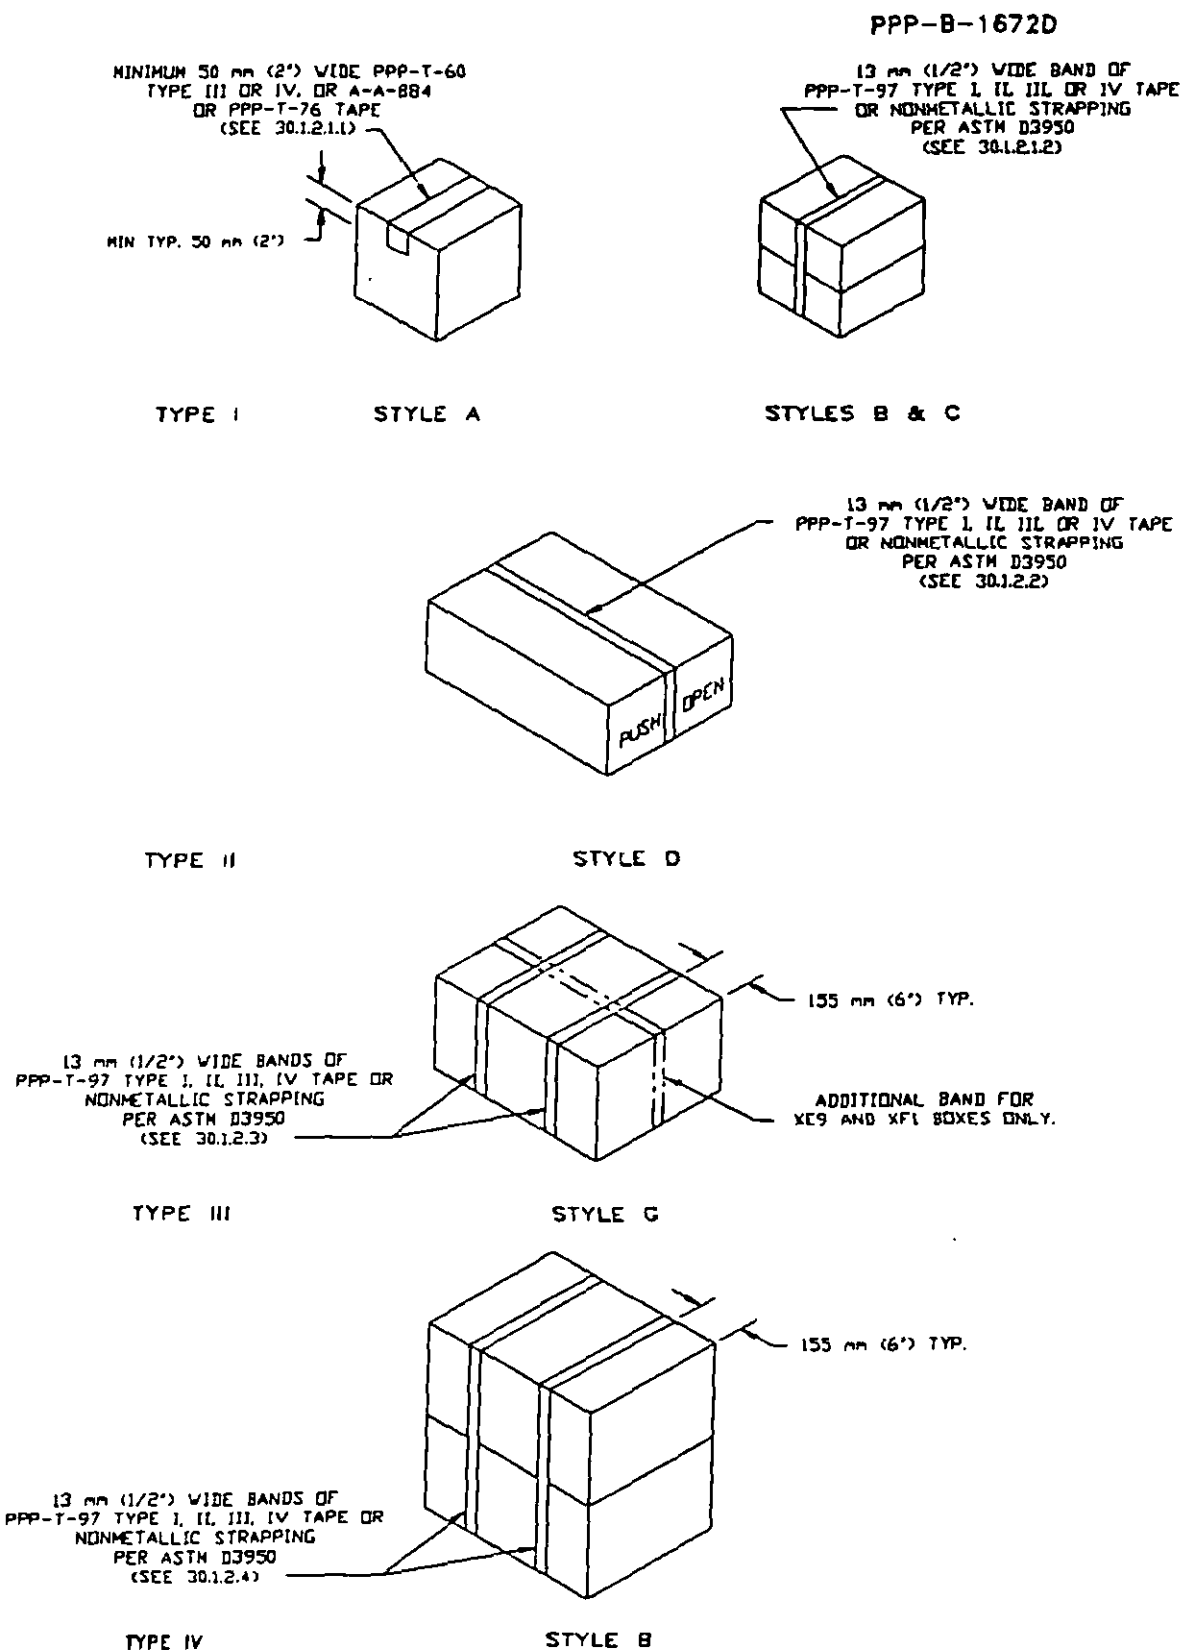 PPP-B-1672D
MINIMUM 50 mm (2") WIDE PPP-T-60
TYPE III OR IV, OR A-A-884
OR PPP-T-76 TAPE
(SEE 30.1.2.1.1)
MIN TYP. 50 mm (2")
13 mm (1/2") WIDE BAND OF
PPP-T-97 TYPE I, II, III, OR IV TAPE
OR NONMETALLIC STRAPPING
PER ASTM D3950
(SEE 30.1.2.1.2)
TYPE I
STYLE A
STYLES B & C
13 mm (1/2") WIDE BAND OF
PPP-T-97 TYPE I, II, III, OR IV TAPE
OR NONMETALLIC STRAPPING
PER ASTM D3950
(SEE 30.1.2.2)
PUSH OPEN
TYPE II
STYLE D
155 mm (6") TYP.
13 mm (1/2") WIDE BANDS OF
PPP-T-97 TYPE I, II, III, IV TAPE OR
NONMETALLIC STRAPPING
PER ASTM D3950
(SEE 30.1.2.3)
ADDITIONAL BAND FOR
XE9 AND XF1 BOXES ONLY.
TYPE III
STYLE G
155 mm (6") TYP.
13 mm (1/2") WIDE BANDS OF
PPP-T-97 TYPE I, II, III, IV TAPE OR
NONMETALLIC STRAPPING
PER ASTM D3950
(SEE 30.1.2.4)
TYPE IV
STYLE B